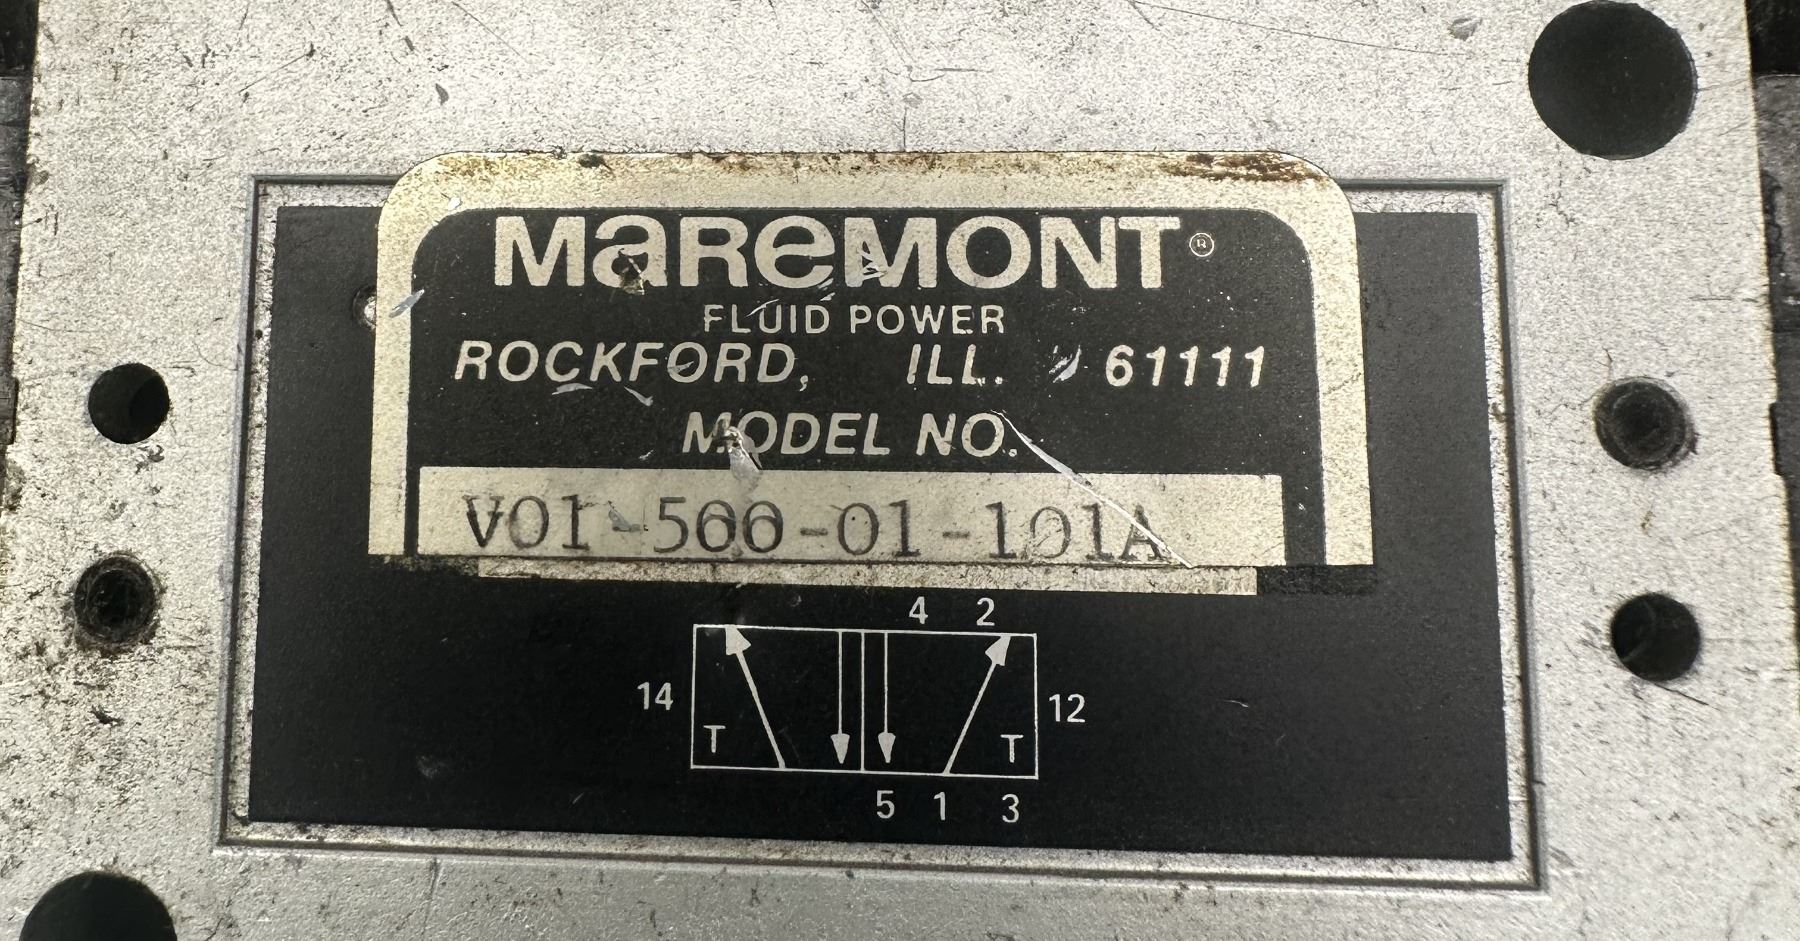 MAREMONT®
FLUID POWER
ROCKFORD, ILL. 61111
MODEL NO.
V01-500-01-101A
4 2
14 12
T T
5 1 3